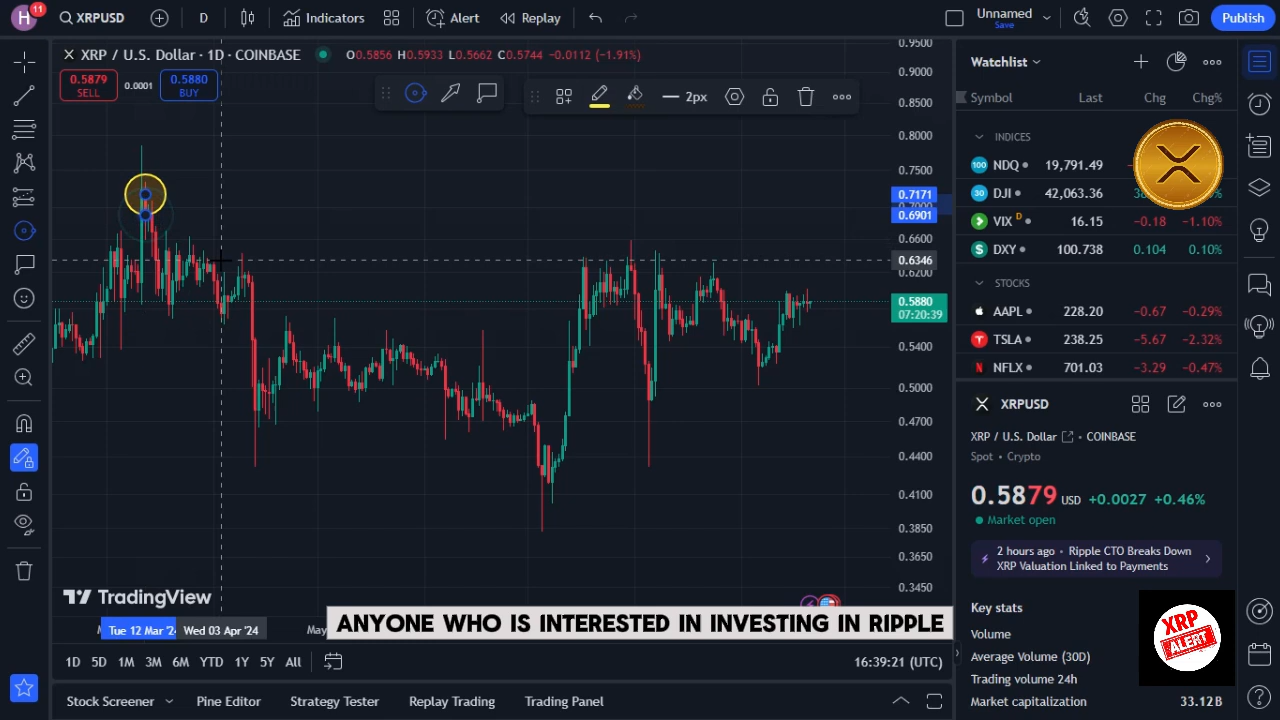 H 11 XRPUSD D Indicators Alert Replay Unnamed Save Publish
XRP / U.S. Dollar · 1D · COINBASE O0.5856 H0.5933 L0.5662 C0.5744 −0.0112 (−1.91%)
0.5879 SELL 0.0001 0.5880 BUY
2px
0.9500
0.9000
0.8500
0.8000
0.7500
0.7171
0.6901
0.6600
0.6346
0.6200
0.5880
07:20:39
0.5400
0.5000
0.4700
0.4400
0.4100
0.3850
0.3650
0.3450
TradingView
Tue 12 Mar '24 Wed 03 Apr '24
ANYONE WHO IS INTERESTED IN INVESTING IN RIPPLE
1D 5D 1M 3M 6M YTD 1Y 5Y All
16:39:21 (UTC)
Stock Screener Pine Editor Strategy Tester Replay Trading Trading Panel
Watchlist
Symbol Last Chg Chg%
INDICES
100 NDQ 19,791.49
30 DJI 42,063.36
VIX D 16.15 −0.18 −1.10%
DXY 100.738 0.104 0.10%
STOCKS
AAPL 228.20 −0.67 −0.29%
TSLA 238.25 −5.67 −2.32%
NFLX 701.03 −3.29 −0.47%
XRPUSD
XRP / U.S. Dollar COINBASE
Spot • Crypto
0.5879 USD +0.0027 +0.46%
Market open
2 hours ago • Ripple CTO Breaks Down
XRP Valuation Linked to Payments
Key stats
Volume
Average Volume (30D)
Trading volume 24h
Market capitalization 33.12B
XRP
ALERT